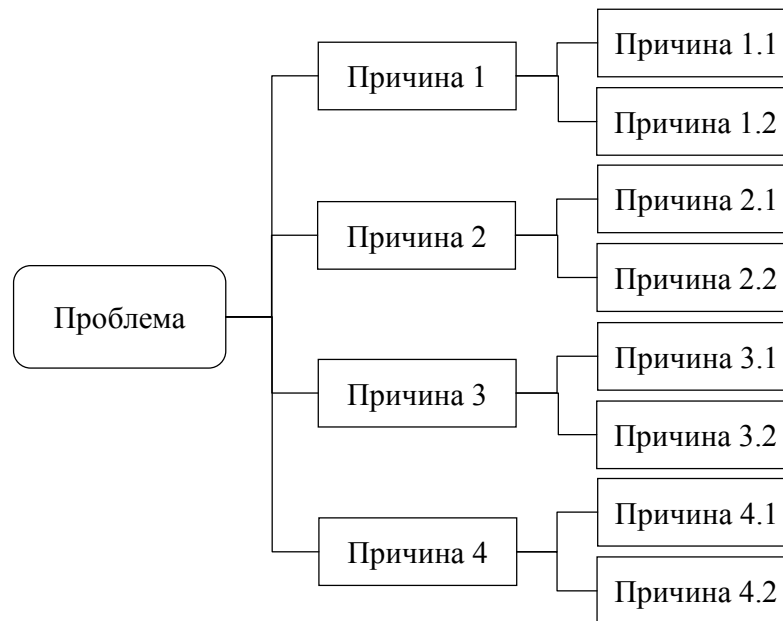 Проблема
Причина 1
Причина 1.1
Причина 1.2
Причина 2
Причина 2.1
Причина 2.2
Причина 3
Причина 3.1
Причина 3.2
Причина 4
Причина 4.1
Причина 4.2